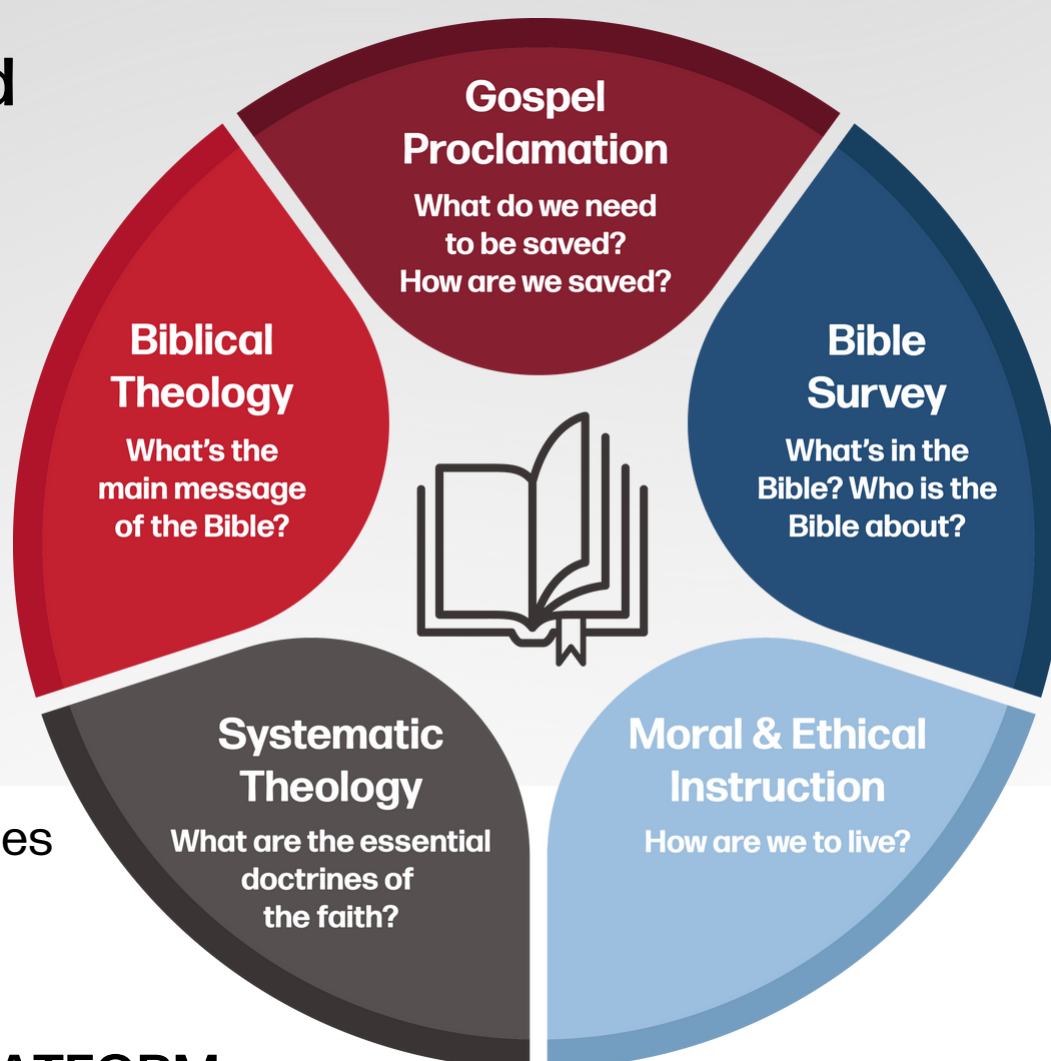 d
Gospel
Proclamation
What do we need
to be saved?
How are we saved?
Biblical
Theology
What's the
main message
of the Bible?
Bible
Survey
What's in the
Bible? Who is the
Bible about?
Systematic
Theology
What are the essential
doctrines of
the faith?
Moral & Ethical
Instruction
How are we to live?
es